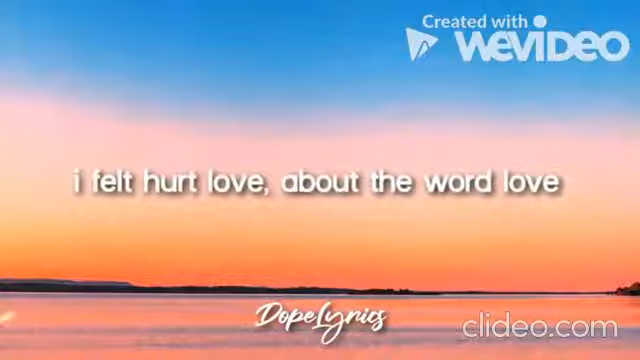 Created with
WEVIDEO
i felt hurt love, about the word love
DopeLyrics
clideo.com